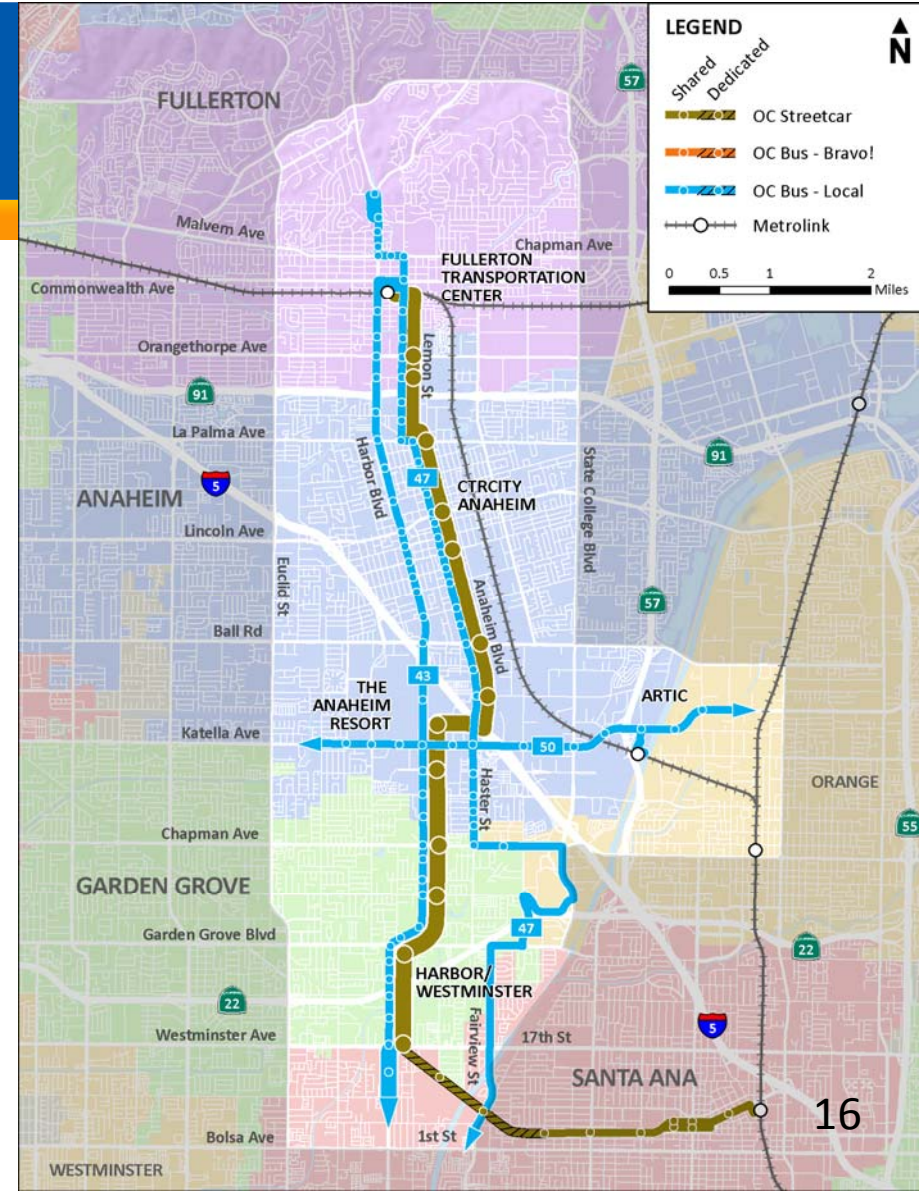 LEGEND
N
Shared
Dedicated
OC Streetcar
OC Bus - Bravo!
OC Bus - Local
Metrolink
0 0.5 1 2
Miles
57
FULLERTON
Malvern Ave
Chapman Ave
FULLERTON
TRANSPORTATION
CENTER
Commonwealth Ave
Orangethorpe Ave
Lemon St
91
La Palma Ave
Harbor Blvd
State College Blvd
91
47
CTRCITY
ANAHEIM
5
ANAHEIM
Lincoln Ave
Euclid St
Anaheim Blvd
57
Ball Rd
43
THE
ANAHEIM
RESORT
ARTIC
Katella Ave
50
Haster St
ORANGE
Chapman Ave
55
GARDEN GROVE
47
Garden Grove Blvd
22
HARBOR/
WESTMINSTER
22
Fairview St
Westminster Ave
17th St
5
SANTA ANA
Bolsa Ave
1st St
16
WESTMINSTER